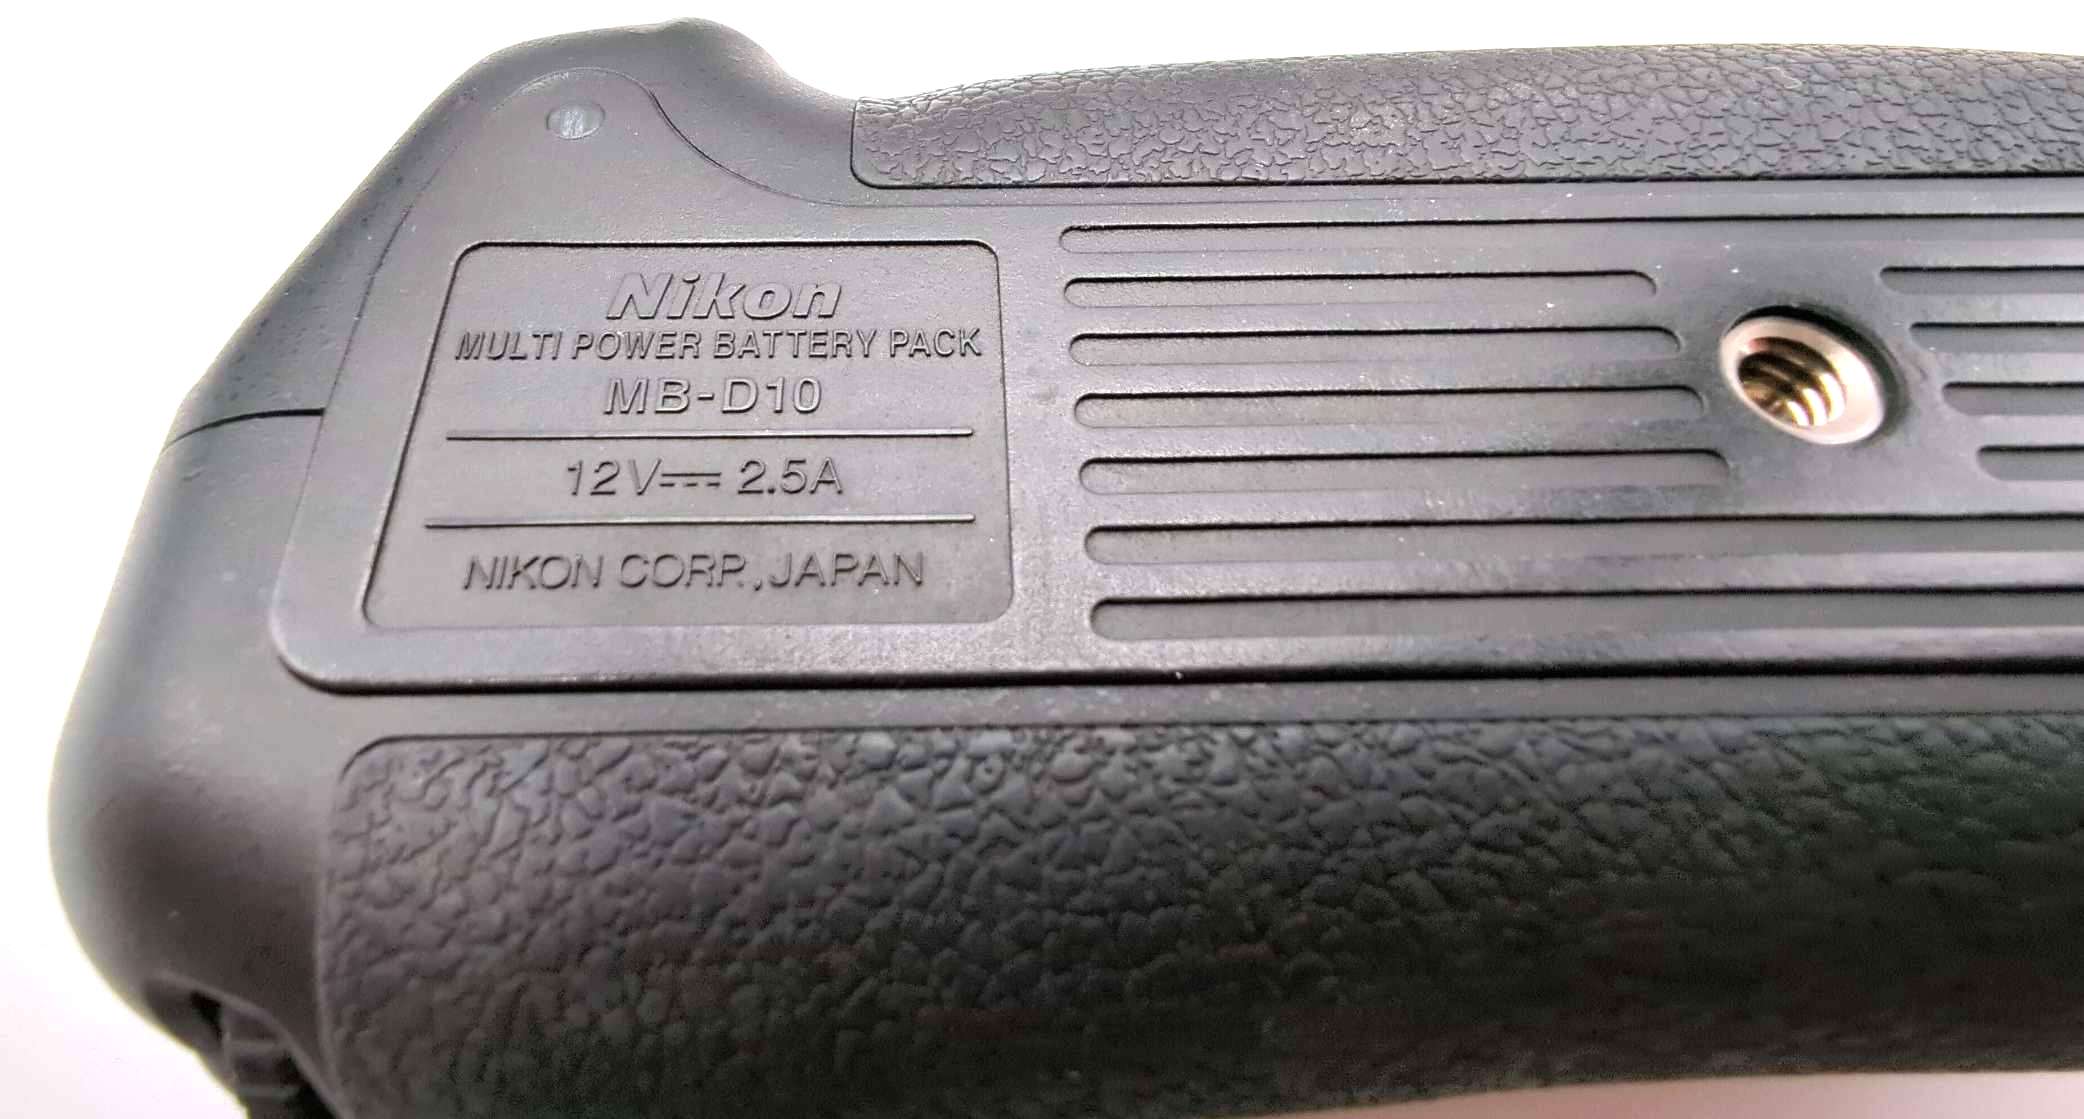 Nikon
MULTI POWER BATTERY PACK
MB-D10
12V⎓ 2.5A
NIKON CORP.,JAPAN